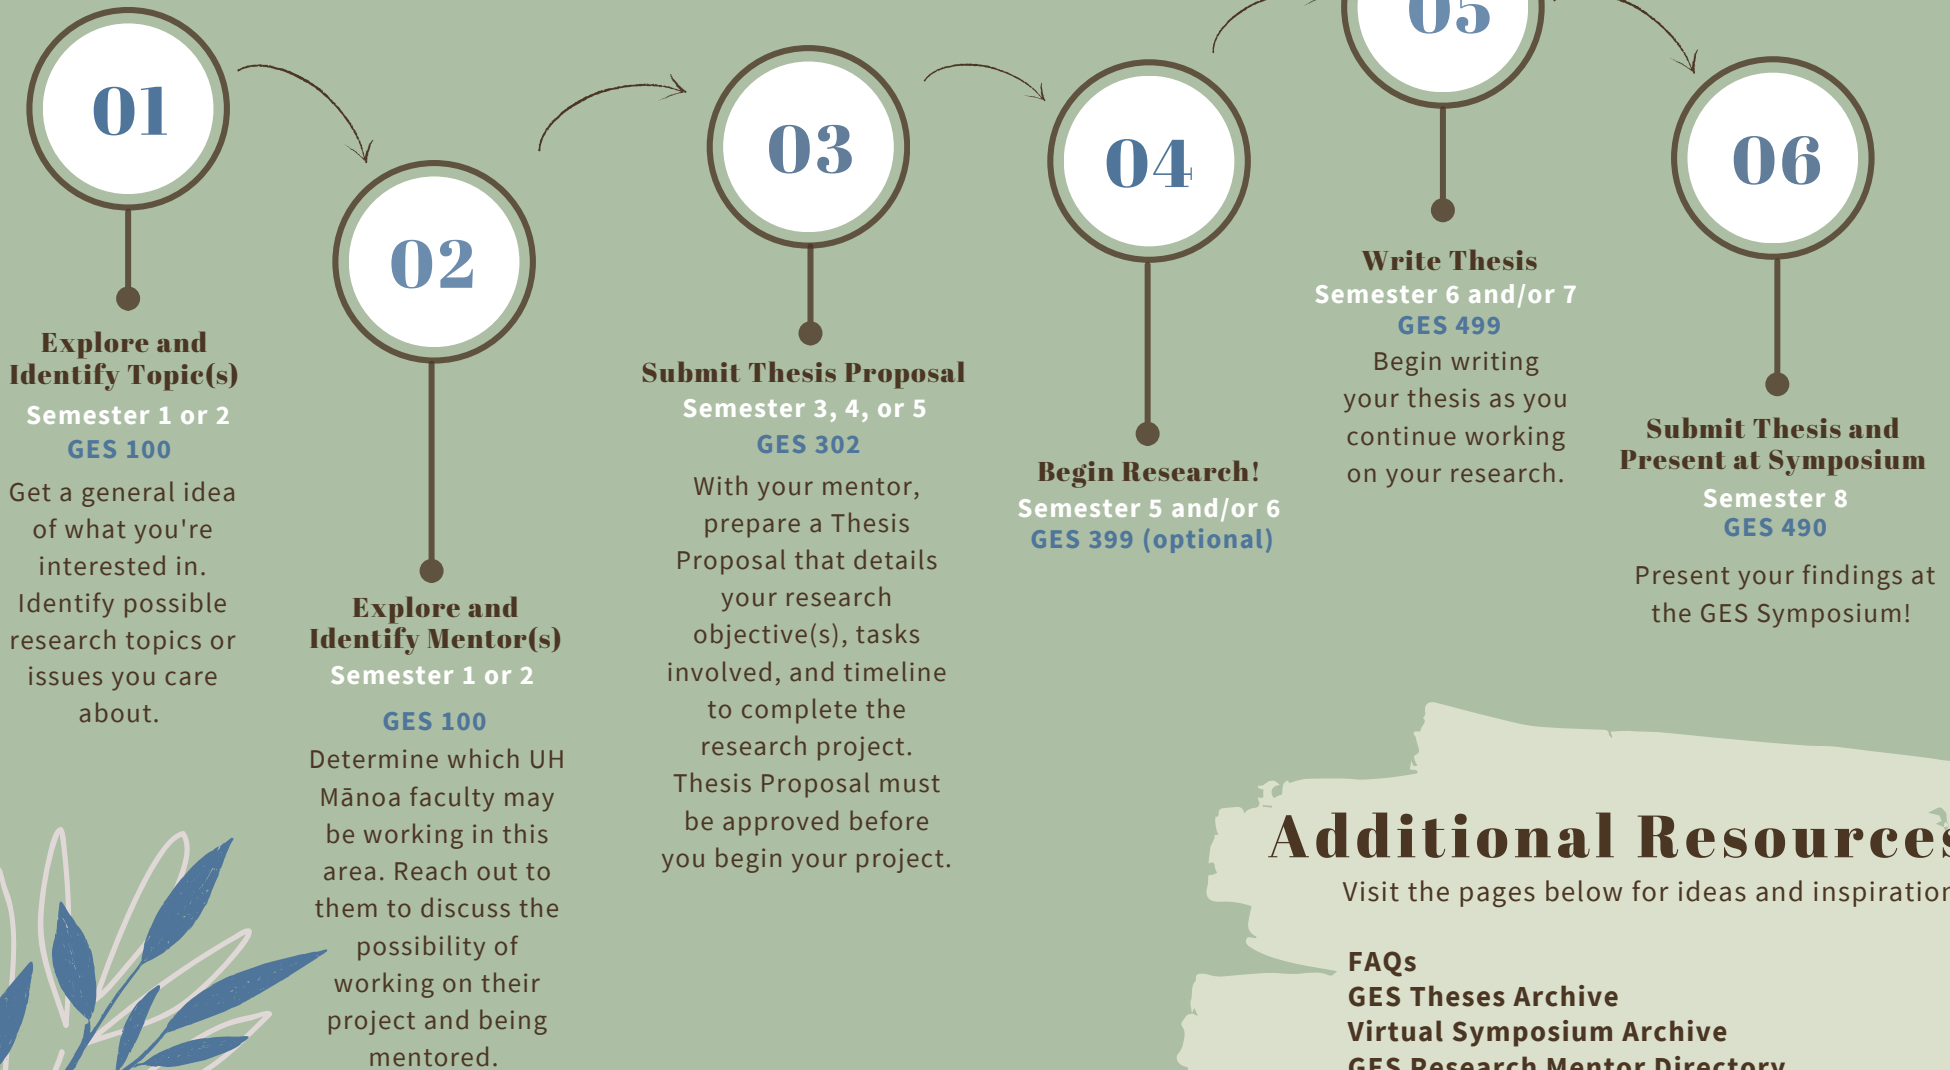 01
Explore and
Identify Topic(s)
Semester 1 or 2
GES 100
Get a general idea
of what you're
interested in.
Identify possible
research topics or
issues you care
about.
02
Explore and
Identify Mentor(s)
Semester 1 or 2
GES 100
Determine which UH
Mānoa faculty may
be working in this
area. Reach out to
them to discuss the
possibility of
working on their
project and being
mentored.
03
Submit Thesis Proposal
Semester 3, 4, or 5
GES 302
With your mentor,
prepare a Thesis
Proposal that details
your research
objective(s), tasks
involved, and timeline
to complete the
research project.
Thesis Proposal must
be approved before
you begin your project.
04
Begin Research!
Semester 5 and/or 6
GES 399 (optional)
05
Write Thesis
Semester 6 and/or 7
GES 499
Begin writing
your thesis as you
continue working
on your research.
06
Submit Thesis and
Present at Symposium
Semester 8
GES 490
Present your findings at
the GES Symposium!
Additional Resources
Visit the pages below for ideas and inspiration
FAQs
GES Theses Archive
Virtual Symposium Archive
GES Research Mentor Directory